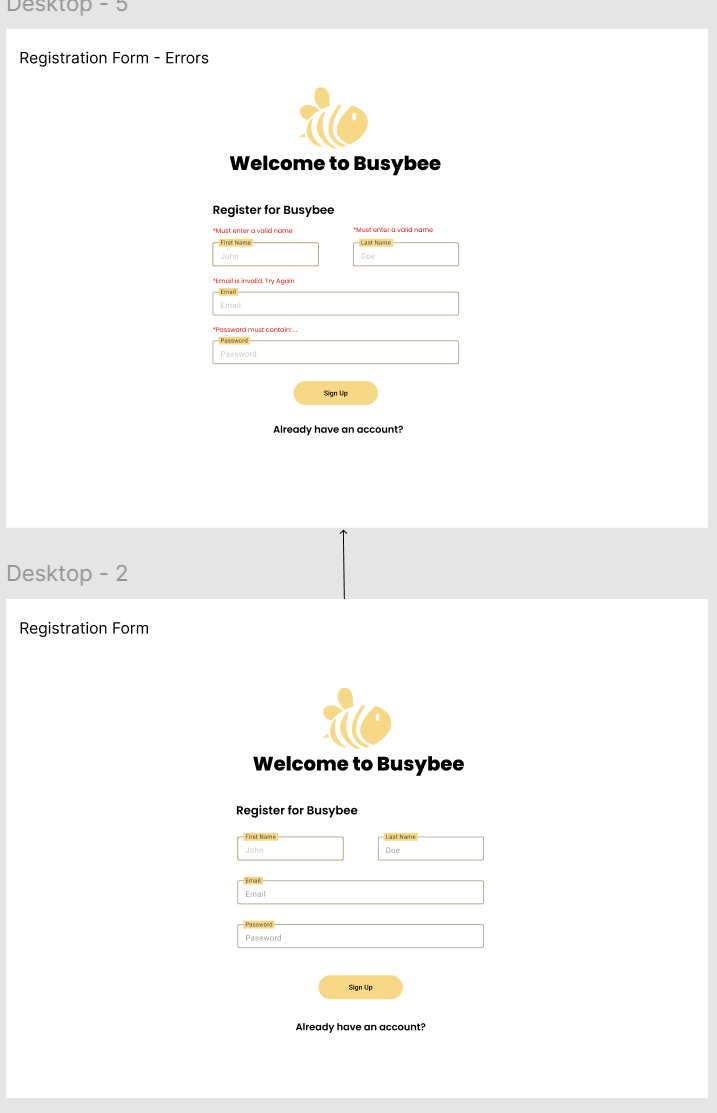 Desktop - 5
Registration Form - Errors
Welcome to Busybee
Register for Busybee
*Must enter a valid name
*Must enter a valid name
First Name
Last Name
John
Doe
*Email is invalid. Try Again
Email
Email
*Password must contain: ...
Password
Password
Sign Up
Already have an account?
Desktop - 2
Registration Form
Welcome to Busybee
Register for Busybee
First Name
Last Name
John
Doe
Email
Email
Password
Password
Sign Up
Already have an account?